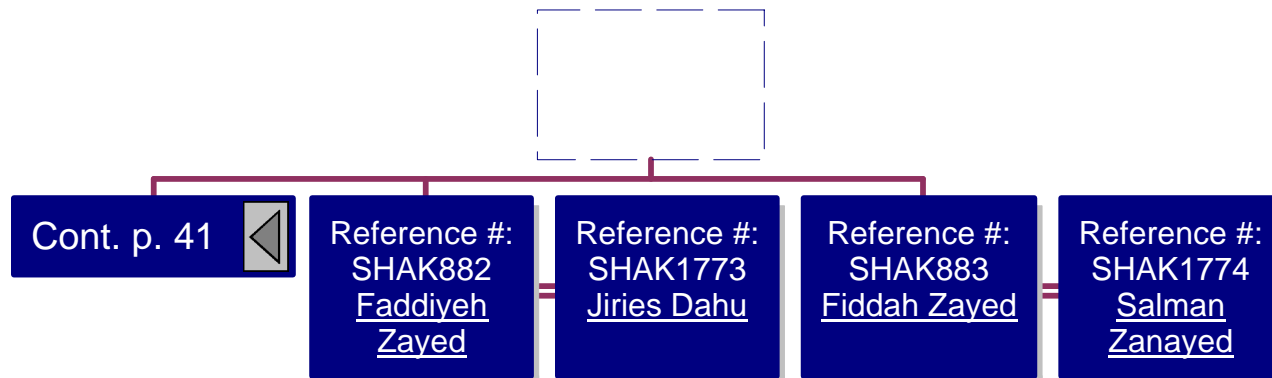 Cont. p. 41
Reference #:
SHAK882
Faddiyeh
Zayed
Reference #:
SHAK1773
Jiries Dahu
Reference #:
SHAK883
Fiddah Zayed
Reference #:
SHAK1774
Salman
Zanayed